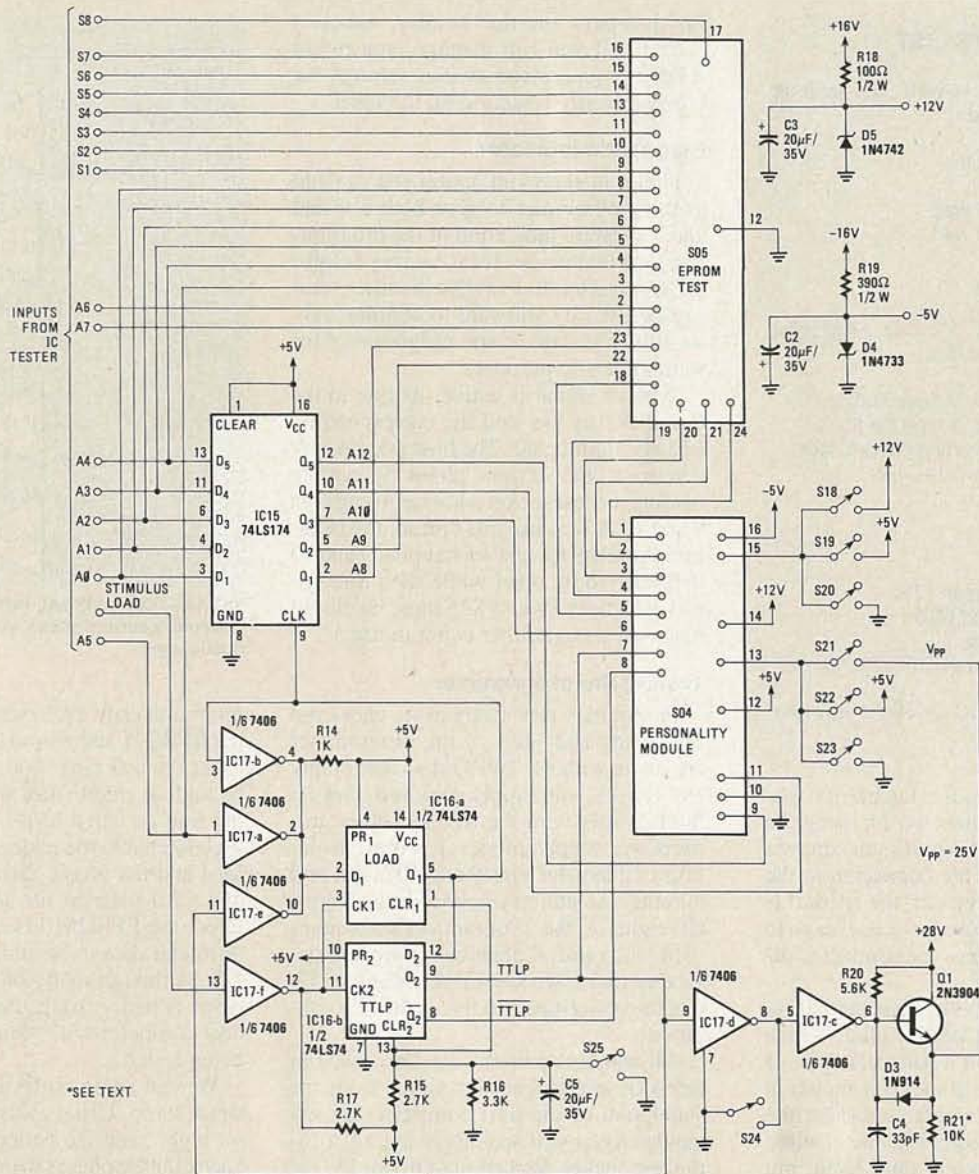 S8
S7
S6
S5
S4
S3
S2
S1
INPUTS
FROM
IC
TESTER
A6
A7
A4
A3
A2
A1
AØ
STIMULUS
LOAD
A5
17
16
15
14
13
11
10
9
8
7
6
5
4
3
2
1
23
22
18
12
SO5
EPROM
TEST
19 20 21 24
+16V
R18
100Ω
1/2 W
+12V
C3
20µF/
35V
D5
1N4742
-16V
R19
390Ω
1/2 W
-5V
C2
20µF/
35V
D4
1N4733
+5V
1 16
CLEAR VCC
13 D5 Q5 12 A12
11 D4 Q4 10 A11
6 D3 Q3 7 A1Ø
4 D2 Q2 5 A9
3 D1 Q1 2 A8
IC15
74LS174
GND CLK
8 9
1
2
3
4
5
6
7
8
16
15
14
13
12
11
10
9
SO4
PERSONALITY
MODULE
-5V
+12V
+5V
S18
+12V
S19
+5V
S20
S21
VPP
S22
+5V
S23
VPP = 25V
1/6 7406
IC17-b
3
4
R14
1K
+5V
1/6 7406
IC17-a
1
2
1/6 7406
IC17-e
11
10
1/6 7406
IC17-f
13
12
1/6 7406
IC16-a
1/2 74LS74
4 14
PR1 VCC
LOAD
2 D1 Q1 5
3 CK1 CLR1 1
10 PR2 D2 12
+5V
Q2 9 TTLP
11 CK2
TTLP Q2 8 TTLP
GND CLR2
7 13
IC16-b
1/2
74LS74
R17
2.7K
R15
2.7K
+5V
R16
3.3K
C5
20µF/
35V
S25
1/6 7406
9
IC17-d
8
7
S24
5
IC17-c
6
1/6 7406
+28V
R20
5.6K
Q1
2N3904
D3
1N914
C4
33pF
R21*
10K
*SEE TEXT